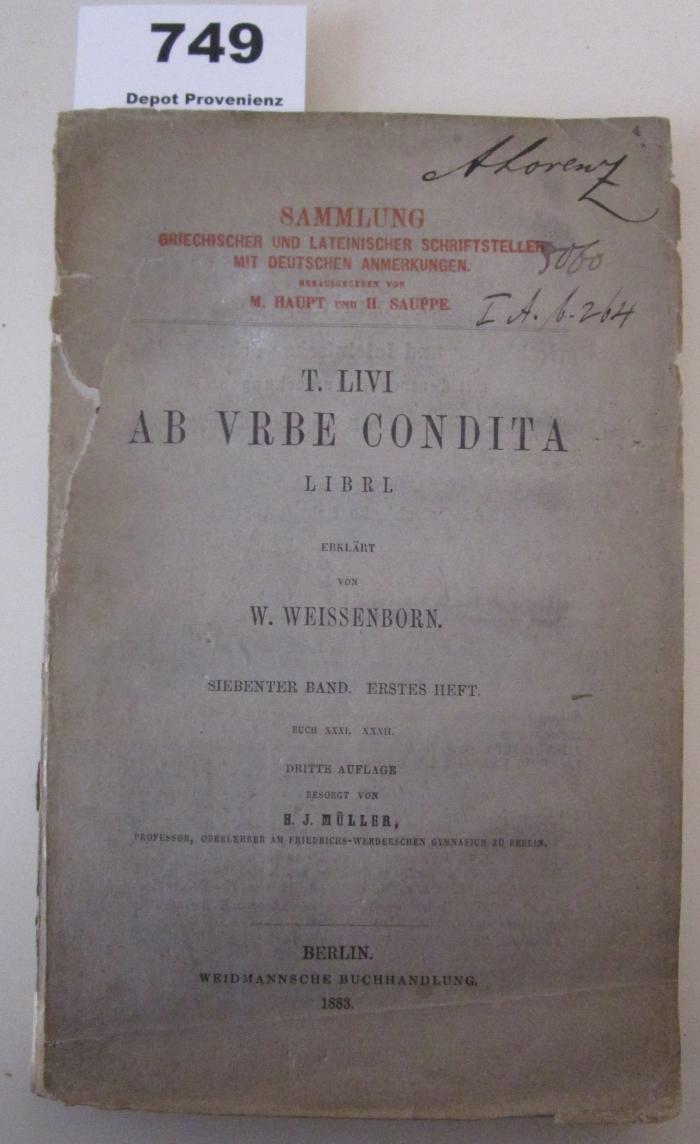 749
Depot Provenienz
ALorenz
SAMMLUNG
GRIECHISCHER UND LATEINISCHER SCHRIFTSTELLER
MIT DEUTSCHEN ANMERKUNGEN.
HERAUSGEGEBEN VON
M. HAUPT UND H. SAUPPE
5060
I A. b. 264
T. LIVI
AB VRBE CONDITA
LIBRI.
ERKLÄRT
VON
W. WEISSENBORN.
SIEBENTER BAND. ERSTES HEFT.
BUCH XXXI. XXXII.
DRITTE AUFLAGE
BESORGT VON
H. J. MÜLLER,
PROFESSOR, OBERLEHRER AM FRIEDRICHS-WERDERSCHEN GYMNASIUM ZU BERLIN.
BERLIN.
WEIDMANNSCHE BUCHHANDLUNG.
1883.